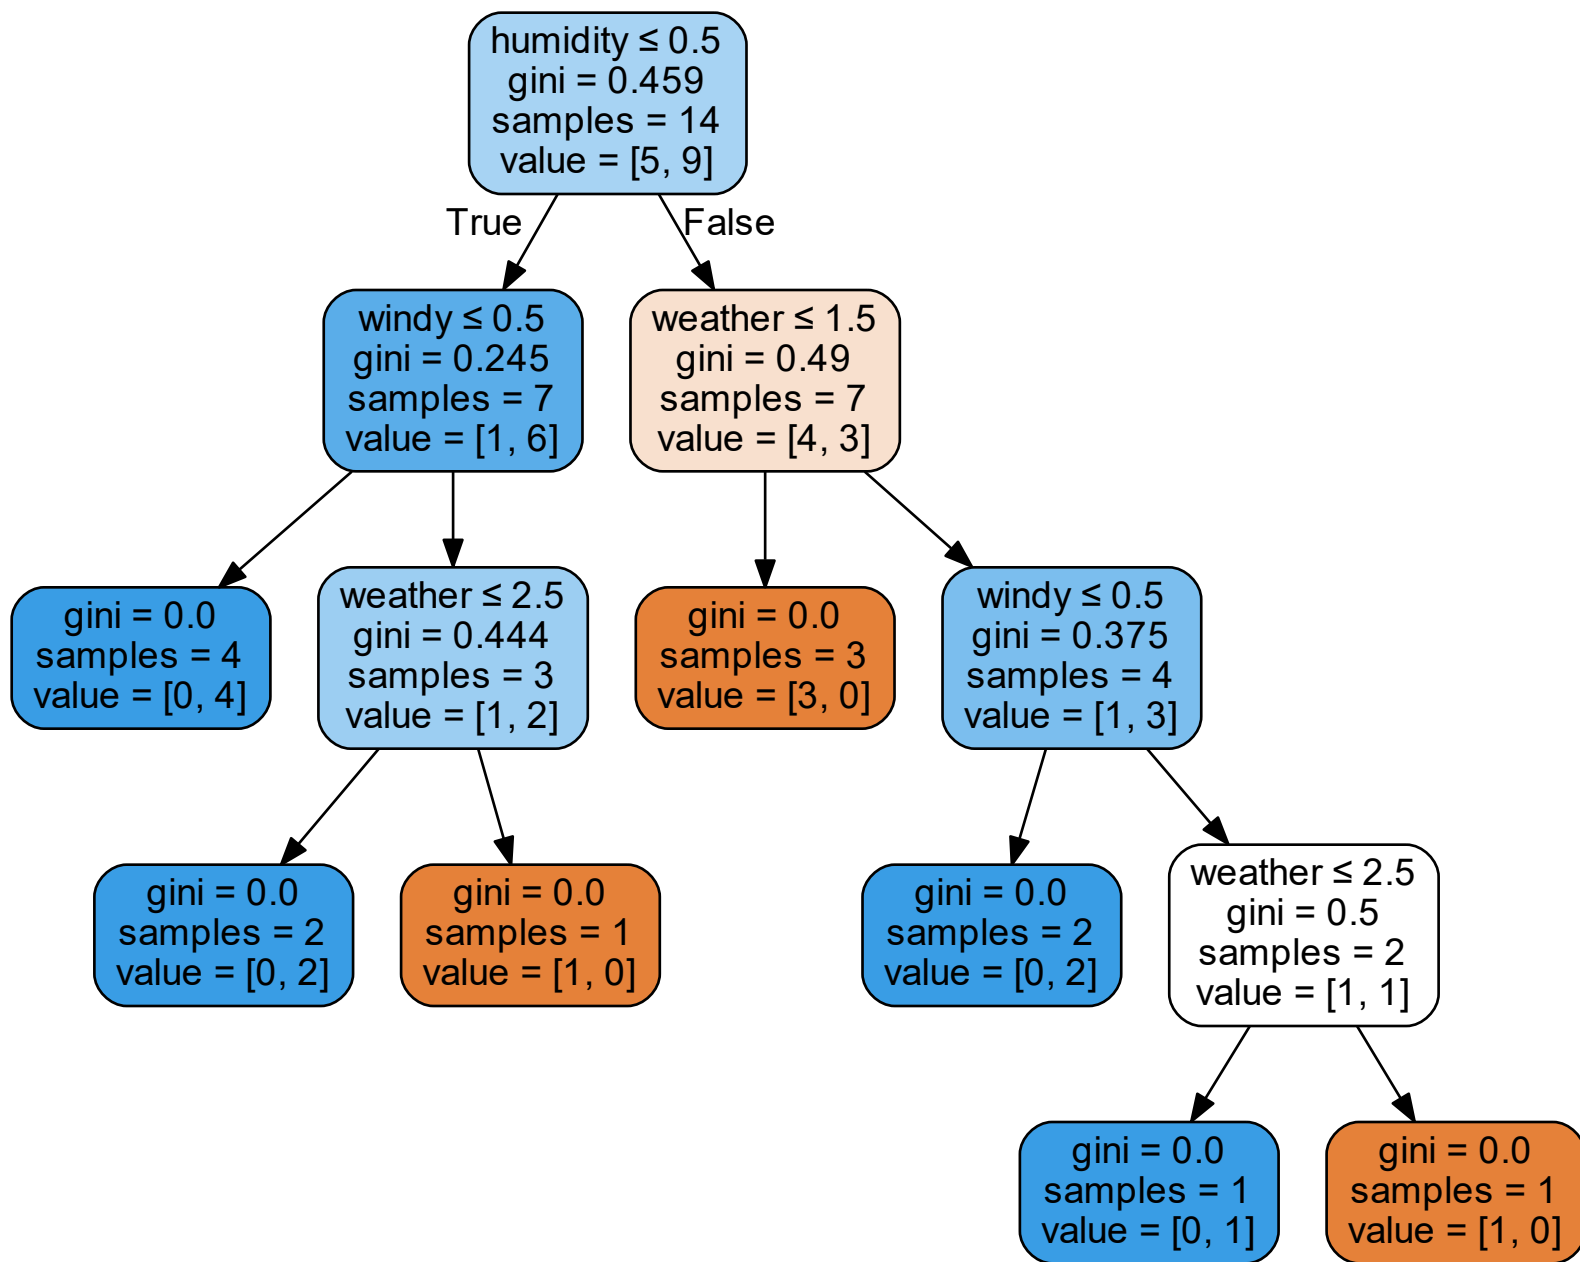 humidity ≤ 0.5
gini = 0.459
samples = 14
value = [5, 9]
True
False
windy ≤ 0.5
gini = 0.245
samples = 7
value = [1, 6]
weather ≤ 1.5
gini = 0.49
samples = 7
value = [4, 3]
gini = 0.0
samples = 4
value = [0, 4]
weather ≤ 2.5
gini = 0.444
samples = 3
value = [1, 2]
gini = 0.0
samples = 3
value = [3, 0]
windy ≤ 0.5
gini = 0.375
samples = 4
value = [1, 3]
gini = 0.0
samples = 2
value = [0, 2]
gini = 0.0
samples = 1
value = [1, 0]
gini = 0.0
samples = 2
value = [0, 2]
weather ≤ 2.5
gini = 0.5
samples = 2
value = [1, 1]
gini = 0.0
samples = 1
value = [0, 1]
gini = 0.0
samples = 1
value = [1, 0]